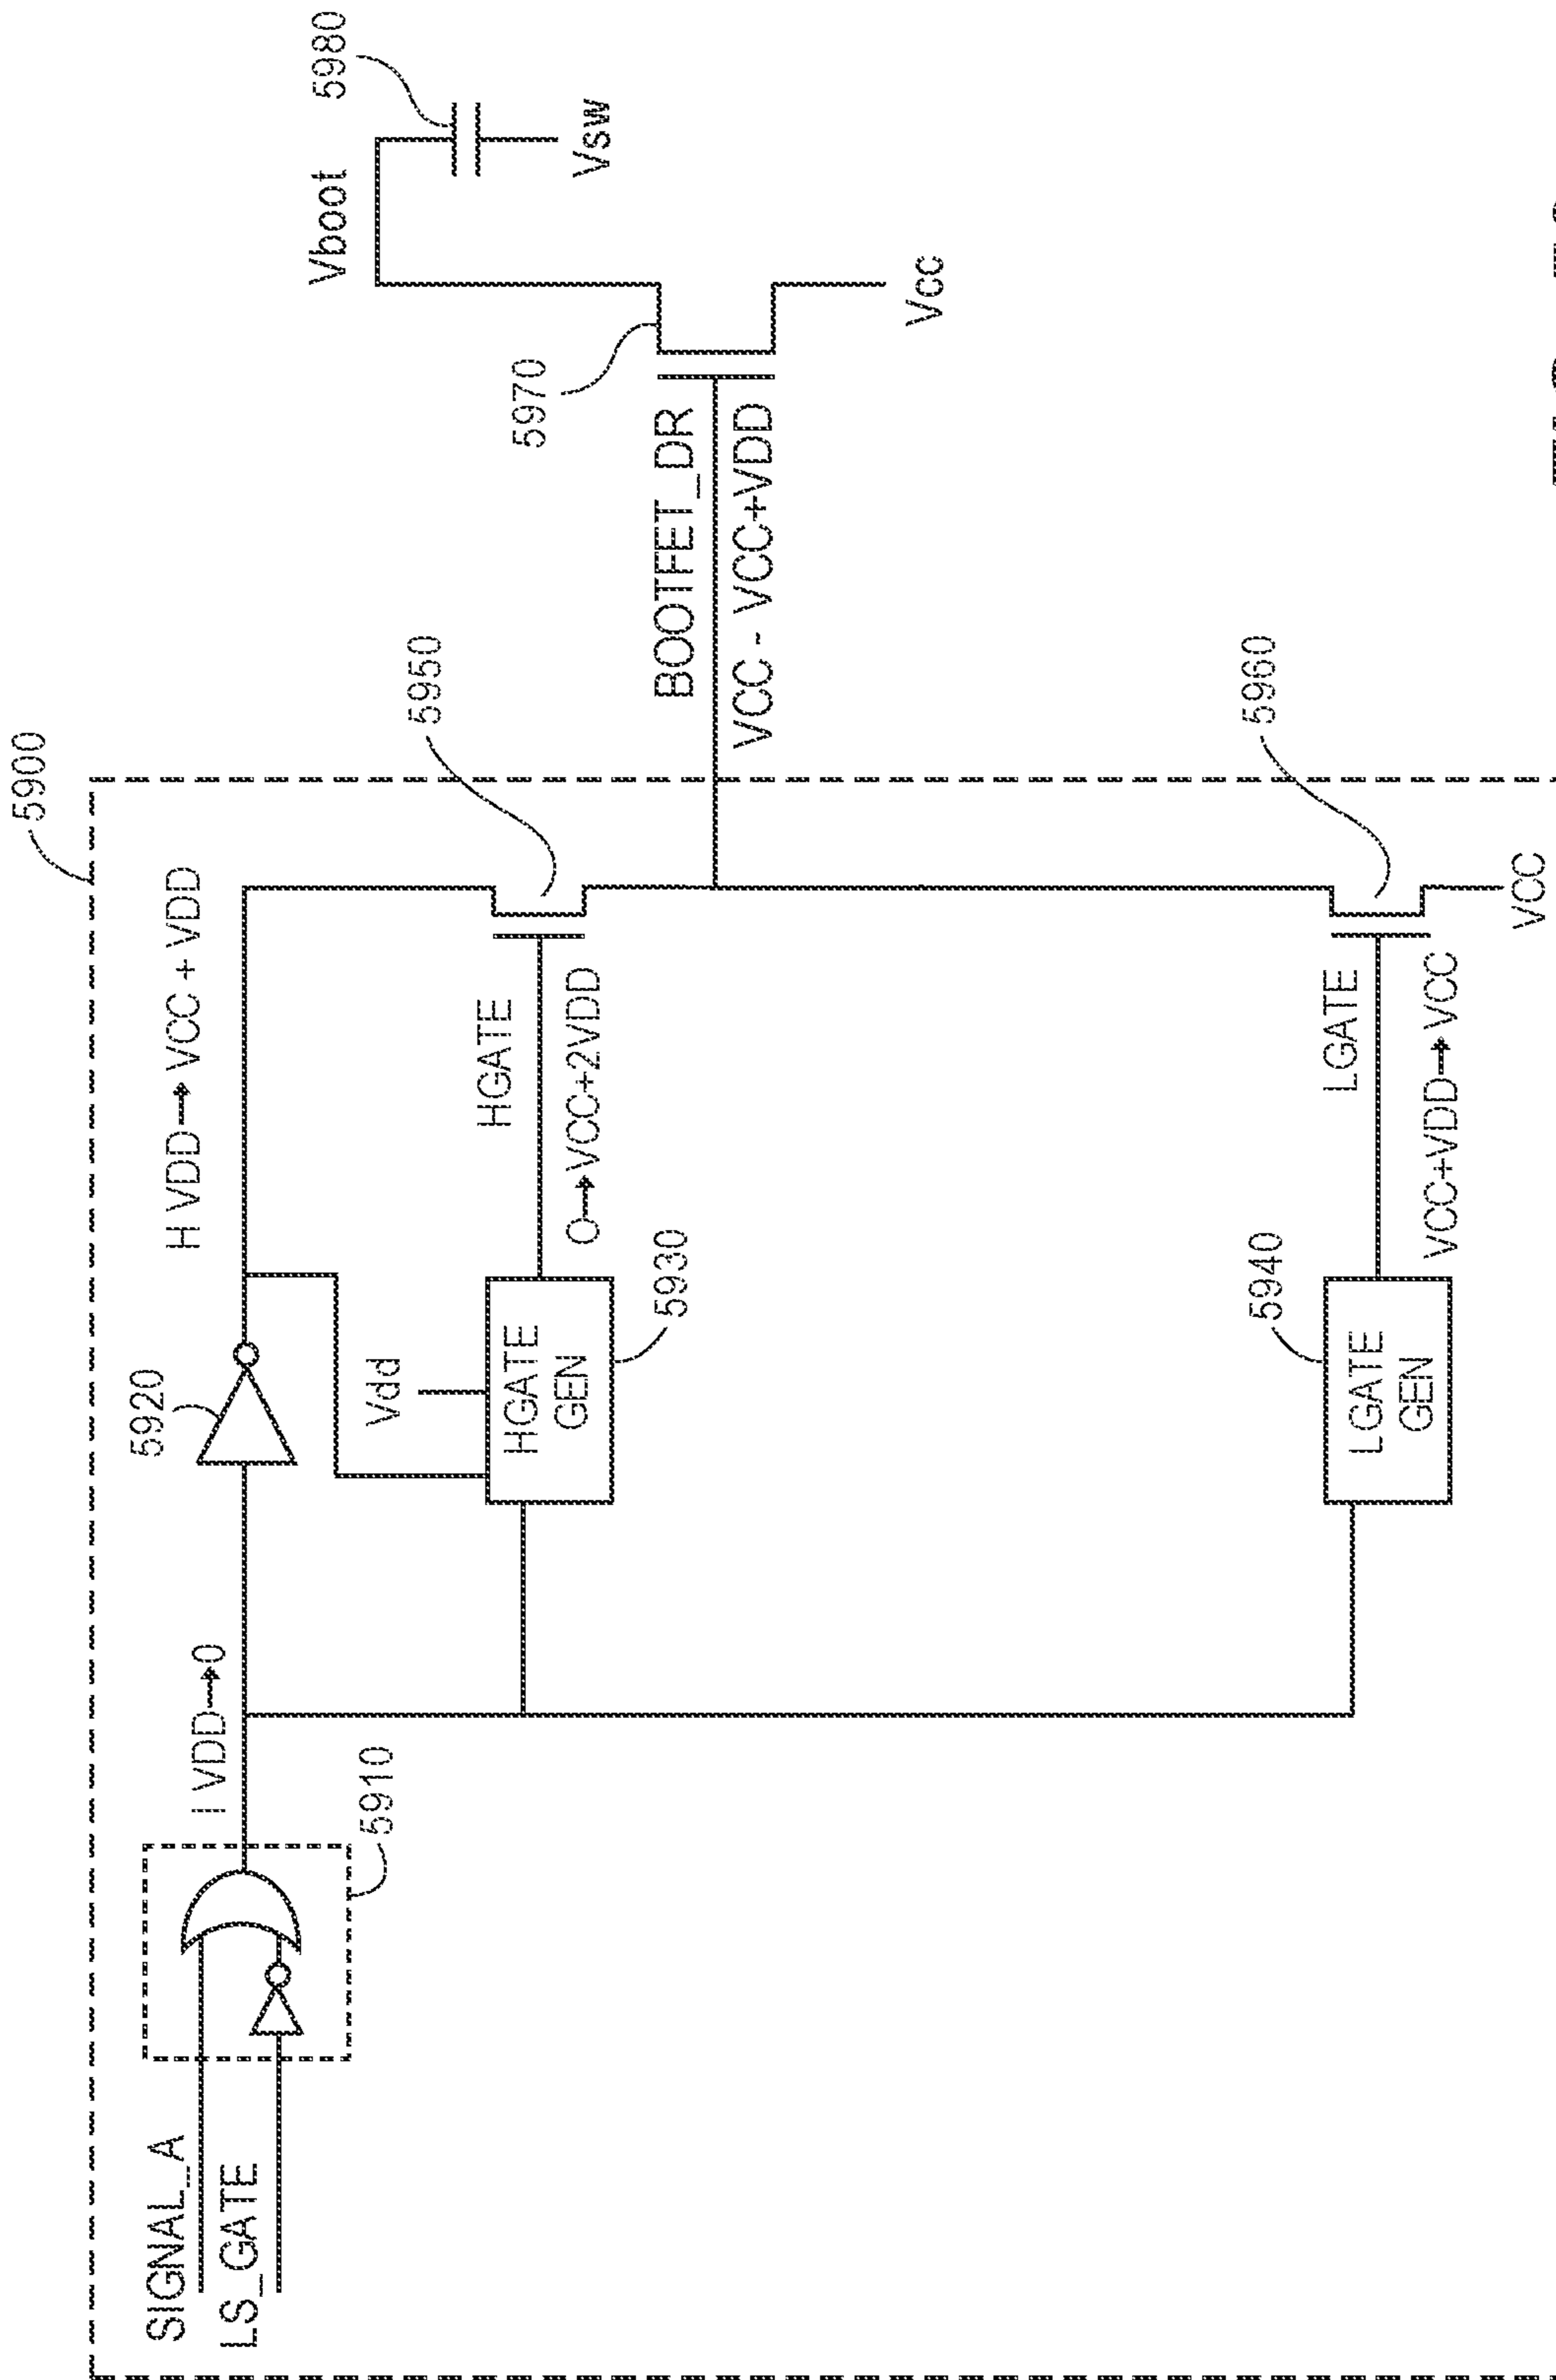 5900
H VDD→VCC + VDD
Vboot
5980
5920
I VDD→0
SIGNAL_A
LS_GATE
5910
Vdd
HGATE
GEN
HGATE
O→VCC+2VDD
5930
5950
5970
Vsw
BOOTFET_DR
VCC - VCC+VDD
Vcc
5940
LGATE
GEN
LGATE
VCC+VDD→VCC
5960
VCC